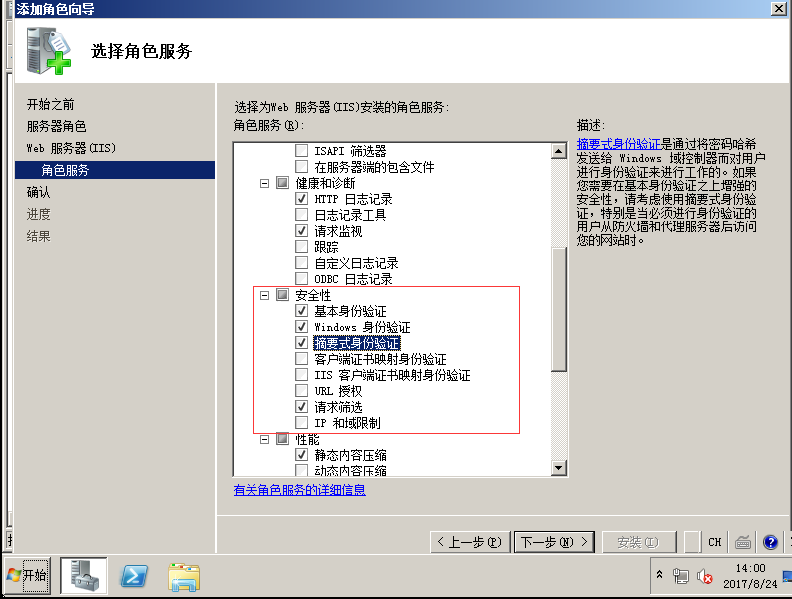 添加角色向导
选择角色服务
开始之前
服务器角色
Web 服务器(IIS)
角色服务
确认
进度
结果
选择为Web 服务器(IIS)安装的角色服务:
角色服务(R):
ISAPI 筛选器
在服务器端的包含文件
健康和诊断
HTTP 日志记录
日志记录工具
请求监视
跟踪
自定义日志记录
ODBC 日志记录
安全性
基本身份验证
Windows 身份验证
摘要式身份验证
客户端证书映射身份验证
IIS 客户端证书映射身份验证
URL 授权
请求筛选
IP 和域限制
性能
静态内容压缩
动态内容压缩
有关角色服务的详细信息
描述:
摘要式身份验证是通过将密码哈希
发送给 Windows 域控制器而对用户
进行身份验证来进行工作的。如果
您需要在基本身份验证之上增强的
安全性，请考虑使用摘要式身份验
证，特别是当必须进行身份验证的
用户从防火墙和代理服务器后访问
您的网站时。
< 上一步(P)
下一步(N) >
安装(I)
CH
开始
14:00
2017/8/24